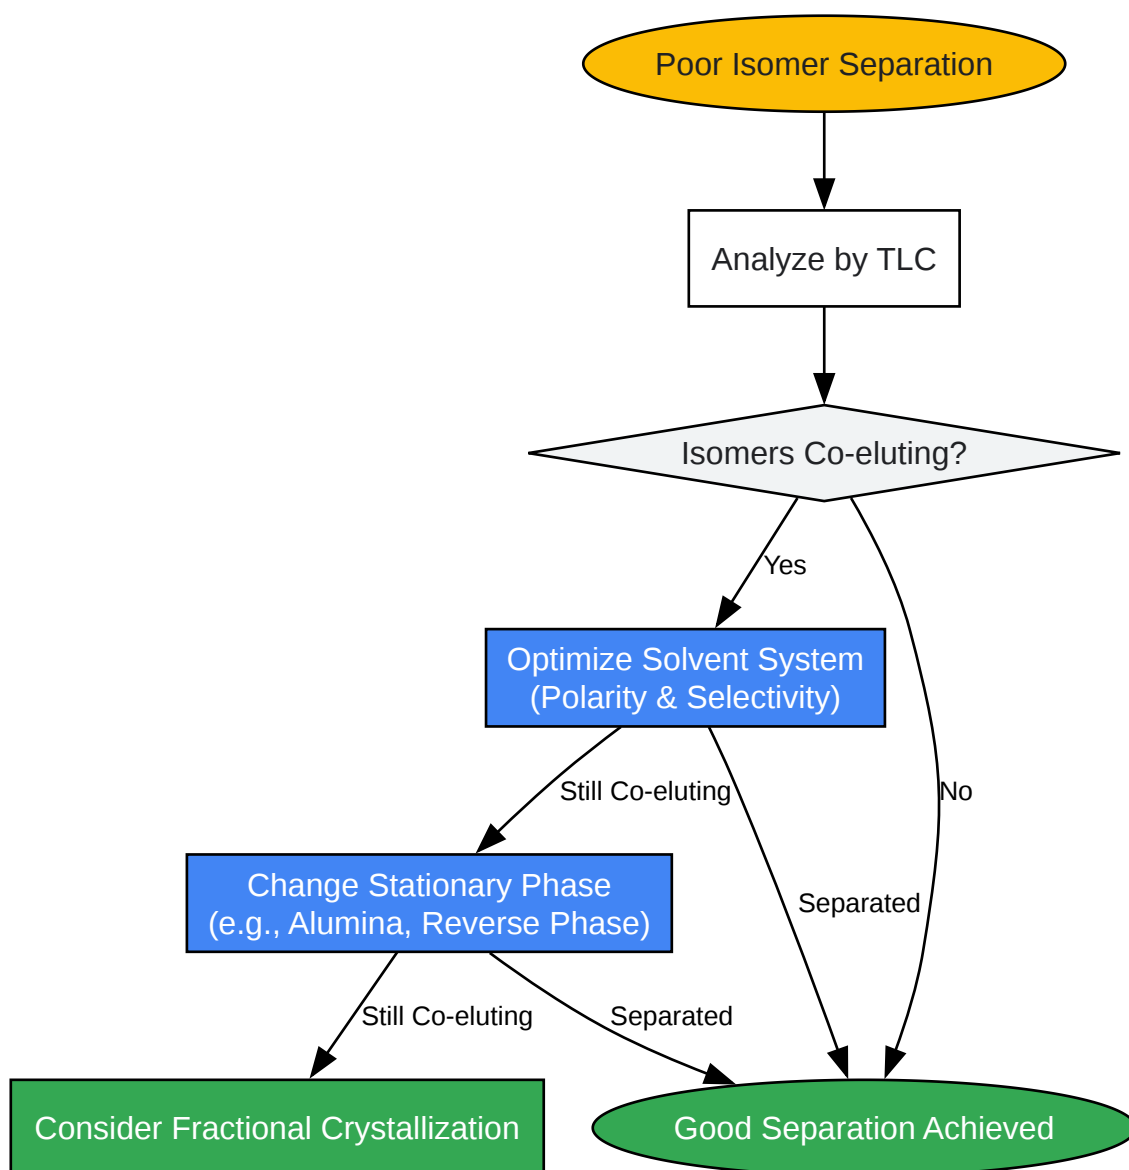 Poor Isomer Separation
Analyze by TLC
Isomers Co-eluting?
Yes
Optimize Solvent System
(Polarity & Selectivity)
Still Co-eluting
No
Change Stationary Phase
(e.g., Alumina, Reverse Phase)
Separated
Still Co-eluting
Separated
Consider Fractional Crystallization
Good Separation Achieved